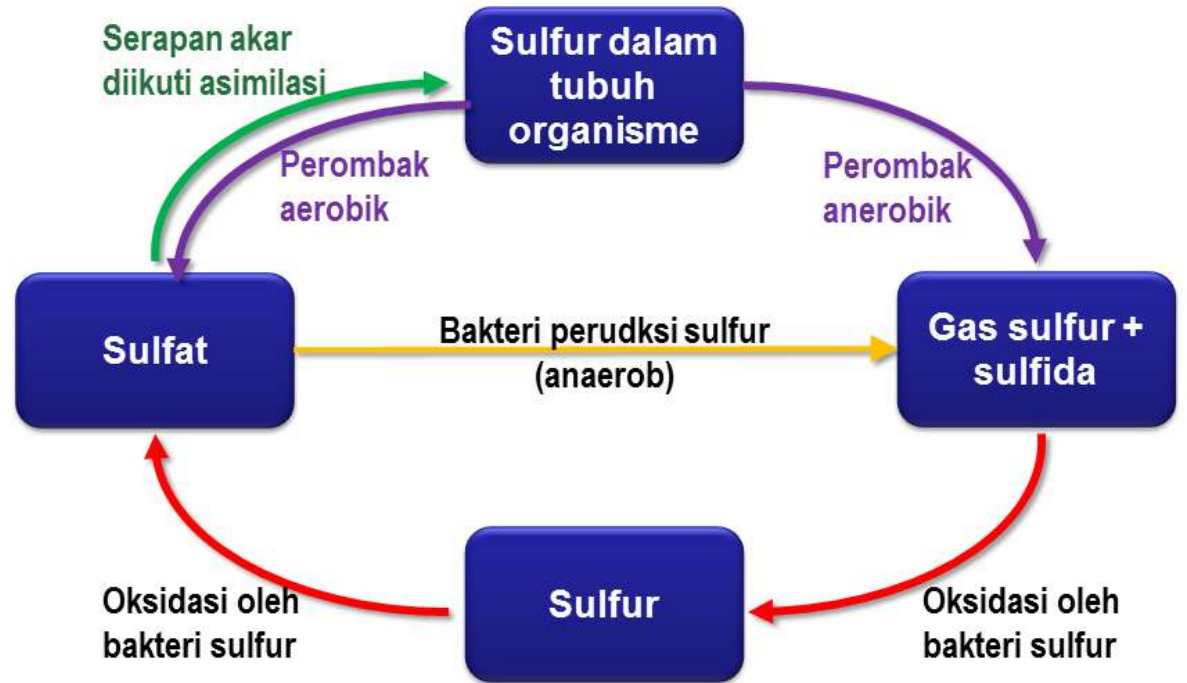 Serapan akar
diikuti asimilasi
Sulfur dalam
tubuh
organisme
Perombak
aerobik
Perombak
anerobik
Sulfat
Bakteri perudksi sulfur
(anaerob)
Gas sulfur +
sulfida
Oksidasi oleh
bakteri sulfur
Sulfur
Oksidasi oleh
bakteri sulfur